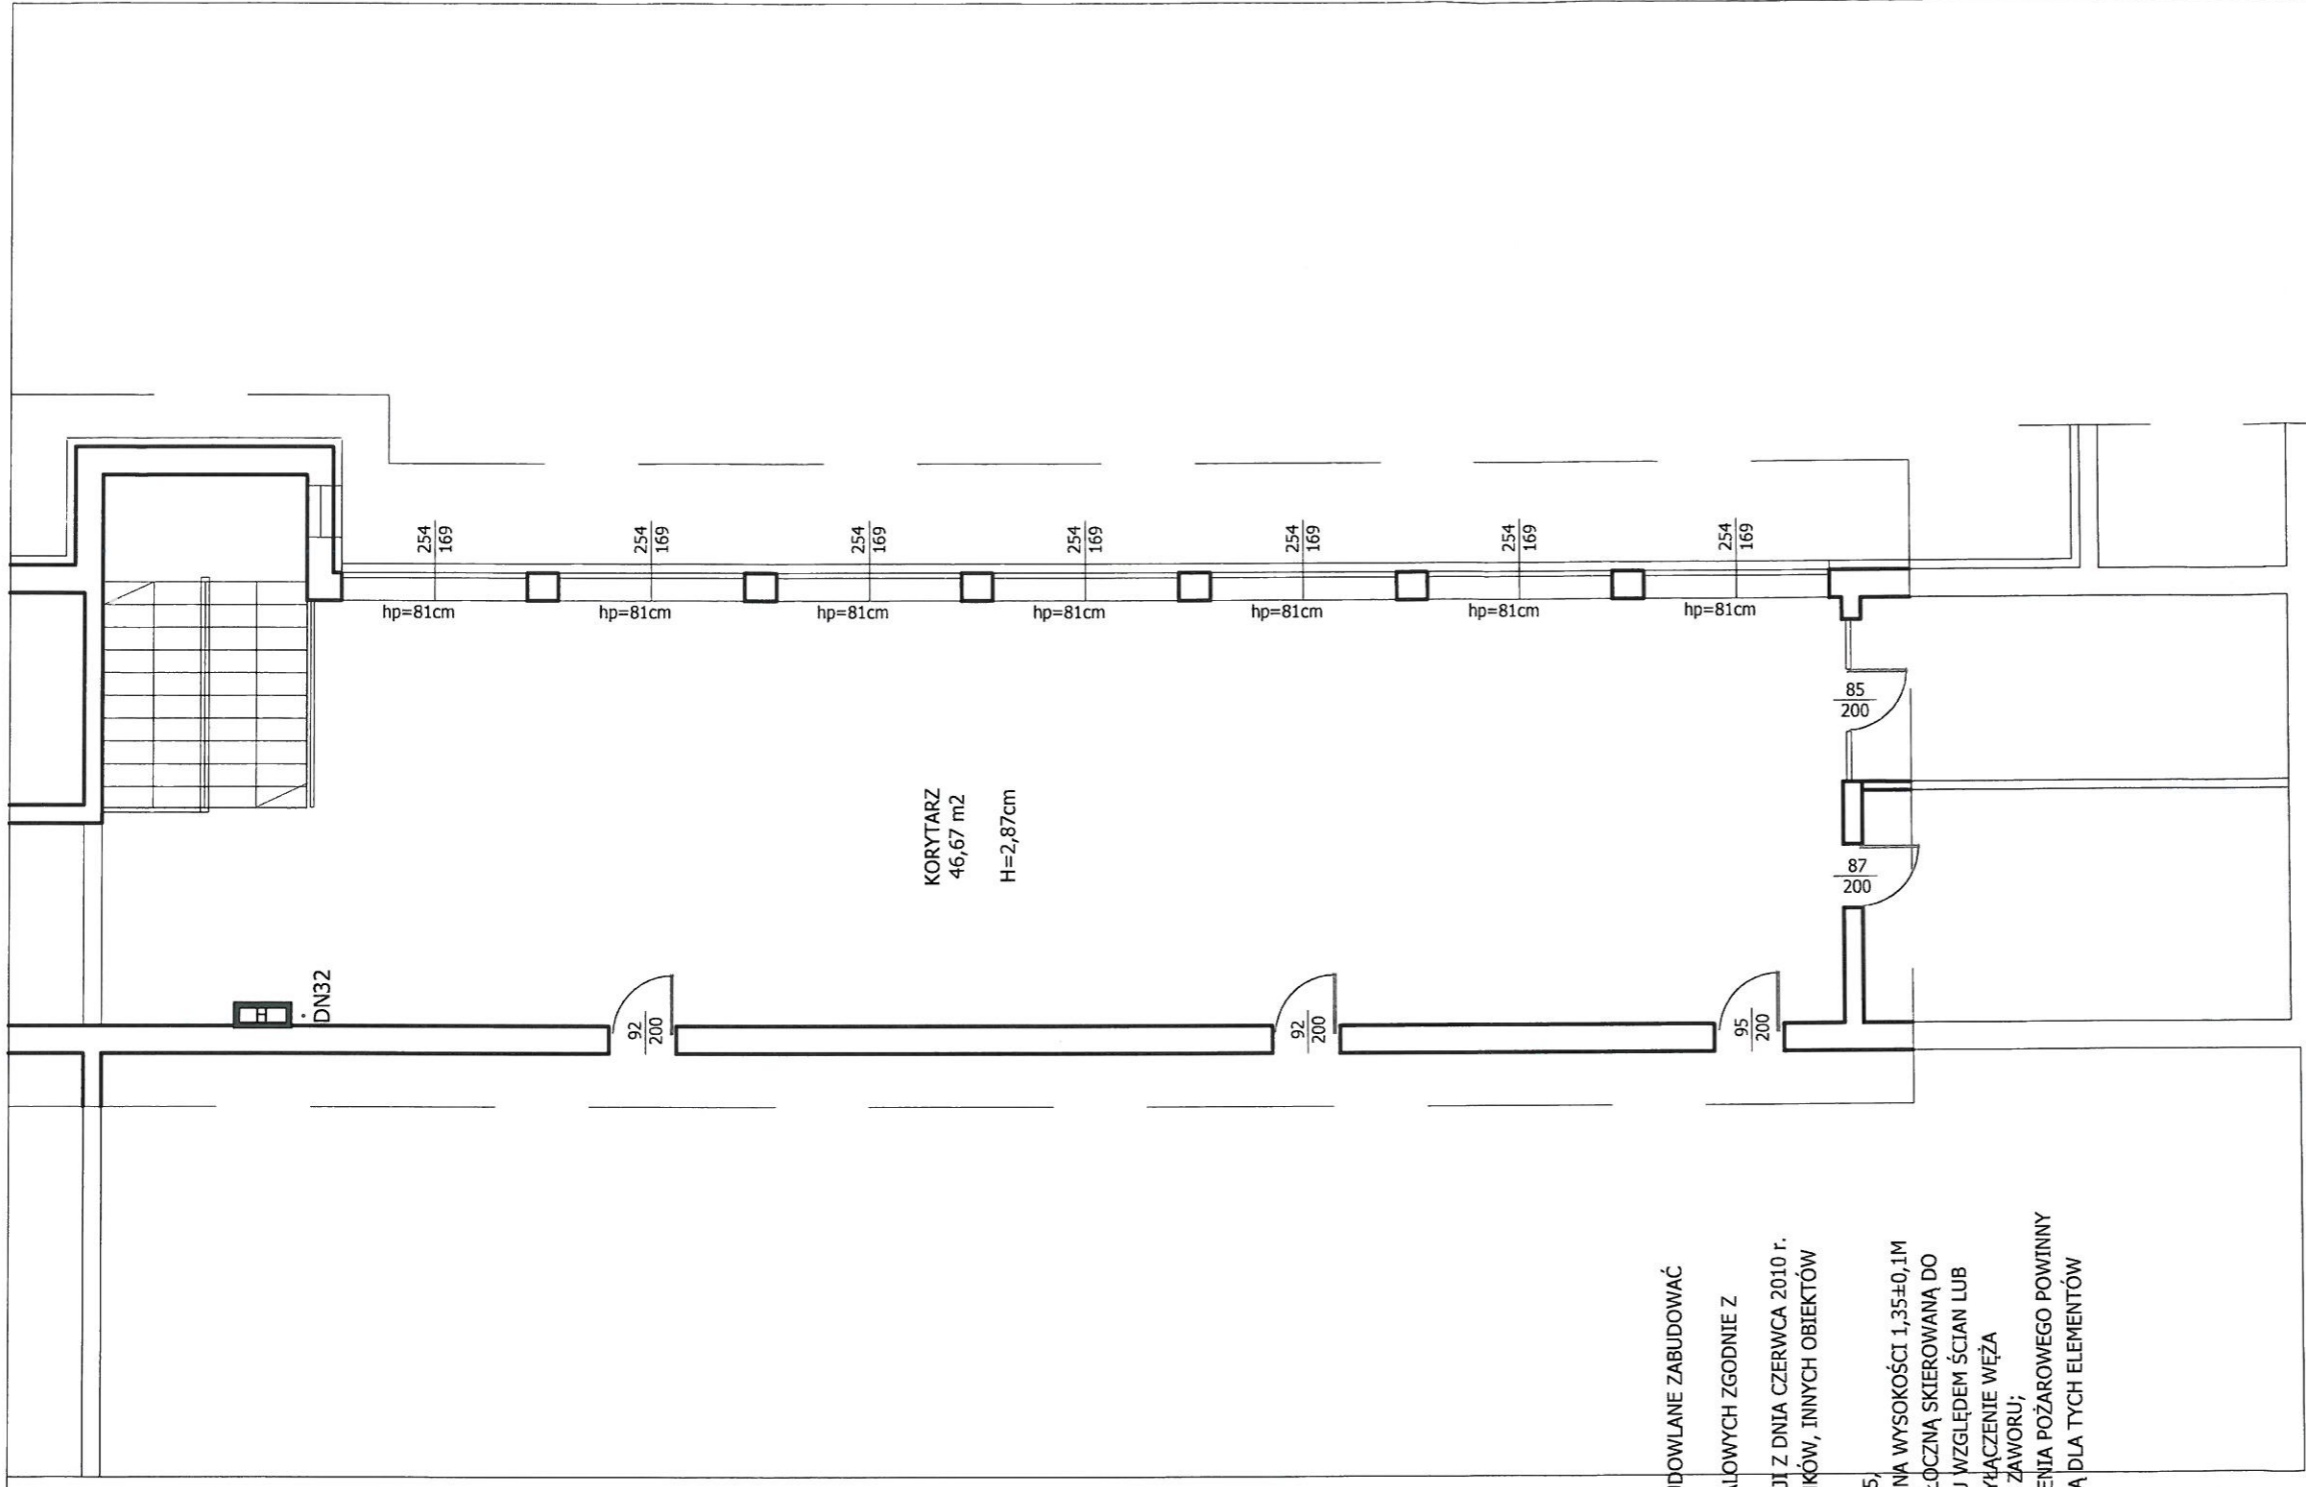 254
169
254
169
254
169
254
169
254
169
254
169
254
169
hp=81cm
hp=81cm
hp=81cm
hp=81cm
hp=81cm
hp=81cm
hp=81cm
85
200
KORYTARZ
46,67 m2
H=2,87cm
87
200
H
DN32
92
200
92
200
95
200
DOWLANE ZABUDOWAĆ
ALOWYCH ZGODNIE Z
JI Z DNIA CZERWCA 2010 r.
KÓW, INNYCH OBIEKTÓW
5,
NA WYSOKOŚCI 1,35±0,1M
ŁOCZNĄ SKIEROWANĄ DO
J WZGLĘDEM ŚCIAN LUB
YŁĄCZENIE WĘŻA
ZAWORU;
ENIA POŻAROWEGO POWINNY
Ą DLA TYCH ELEMENTÓW